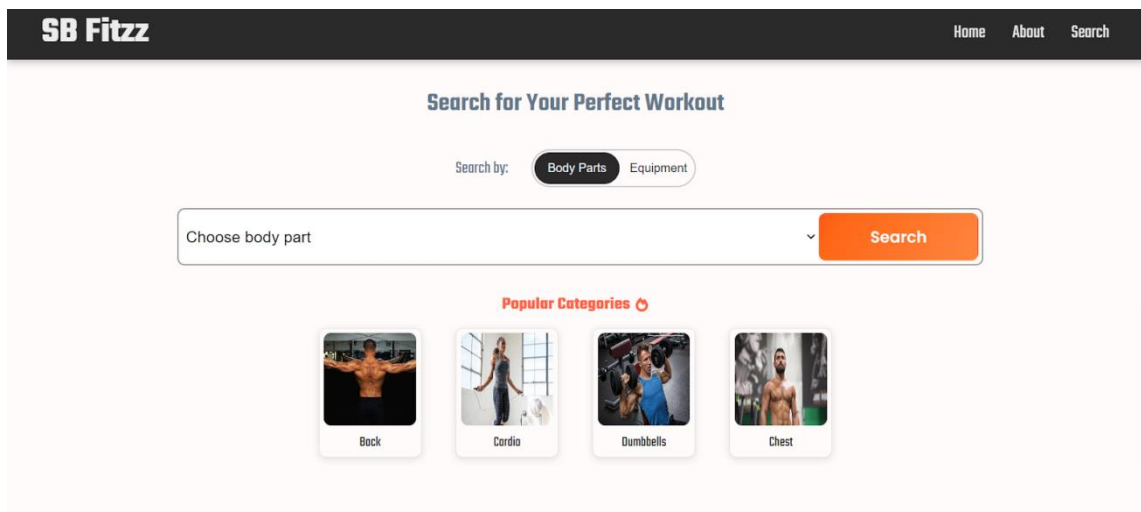 SB Fitzz
Home About Search
Search for Your Perfect Workout
Search by: Body Parts Equipment
Choose body part Search
Popular Categories
Back Cardio Dumbbells Chest